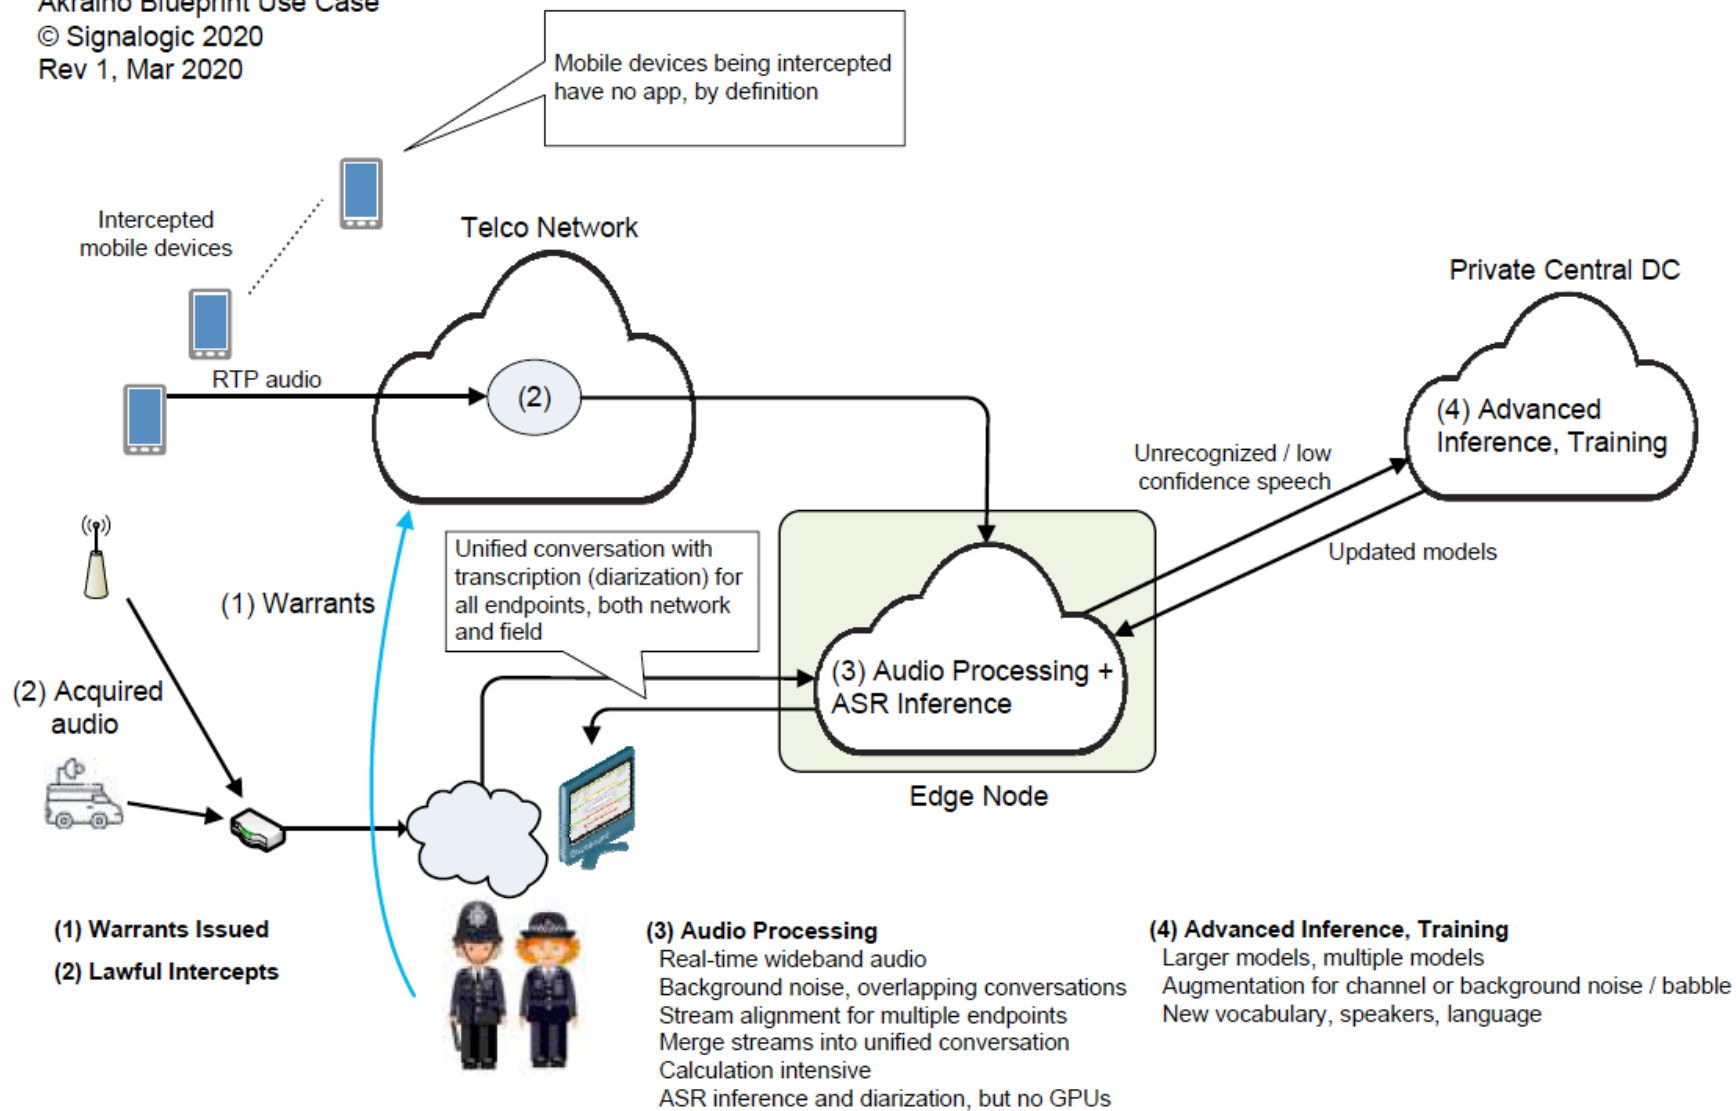 Akraino Blueprint Use Case
© Signalogic 2020
Rev 1, Mar 2020
Mobile devices being intercepted
have no app, by definition
Intercepted
mobile devices
Telco Network
Private Central DC
RTP audio
(2)
(4) Advanced
Inference, Training
Unrecognized / low
confidence speech
Updated models
Unified conversation with
transcription (diarization) for
all endpoints, both network
and field
(1) Warrants
(2) Acquired
audio
(3) Audio Processing +
ASR Inference
Edge Node
(1) Warrants Issued
(2) Lawful Intercepts
(3) Audio Processing
Real-time wideband audio
Background noise, overlapping conversations
Stream alignment for multiple endpoints
Merge streams into unified conversation
Calculation intensive
ASR inference and diarization, but no GPUs
(4) Advanced Inference, Training
Larger models, multiple models
Augmentation for channel or background noise / babble
New vocabulary, speakers, language